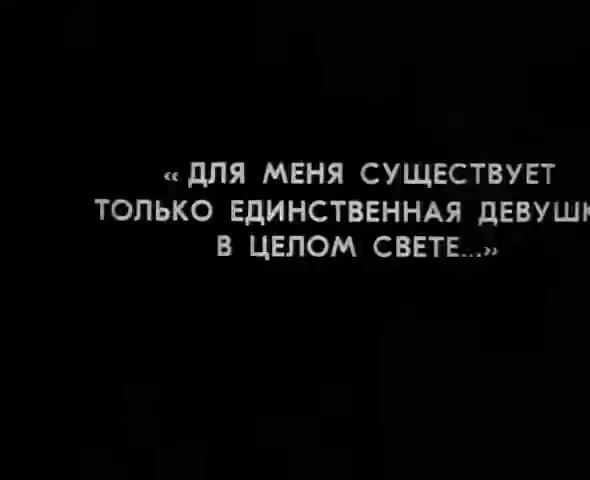 « ДЛЯ МЕНЯ СУЩЕСТВУЕТ
ТОЛЬКО ЕДИНСТВЕННАЯ ДЕВУШК
В ЦЕЛОМ СВЕТЕ...»